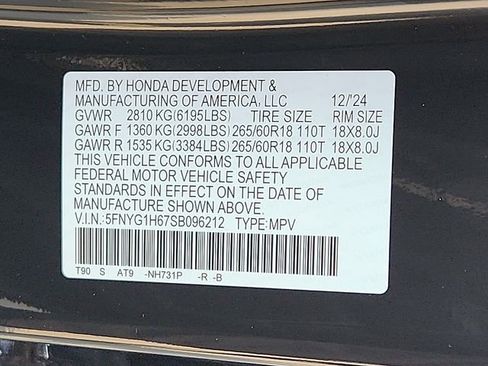 MFD. BY HONDA DEVELOPMENT &
MANUFACTURING OF AMERICA, LLC 12/'24
GVWR 2810 KG(6195LBS) TIRE SIZE RIM SIZE
GAWR F 1360 KG(2998LBS) 265/60R18 110T 18X8.0J
GAWR R 1535 KG(3384LBS) 265/60R18 110T 18X8.0J
THIS VEHICLE CONFORMS TO ALL APPLICABLE
FEDERAL MOTOR VEHICLE SAFETY
STANDARDS IN EFFECT ON THE DATE OF
MANUFACTURE SHOWN ABOVE.
V.I.N.: 5FNYG1H67SB096212 TYPE: MPV
T90 S AT9 -NH731P -R -B